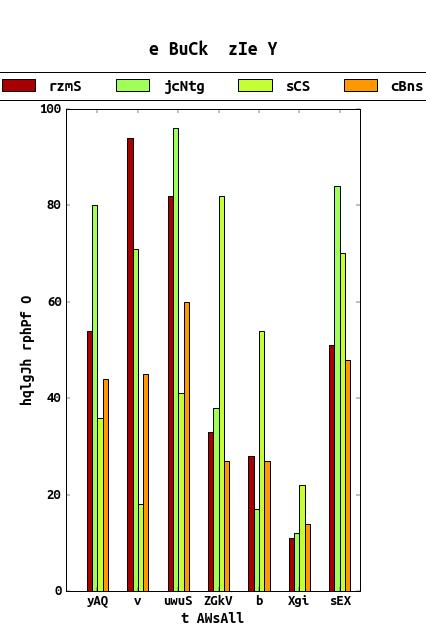 e BuCk  zIe Y
rzmS jcNtg sCS cBns
100
80
60
40
20
0
hqlgJh rphPf O
yAQ v uwuS ZGkV b Xgi sEX
t AWsAll